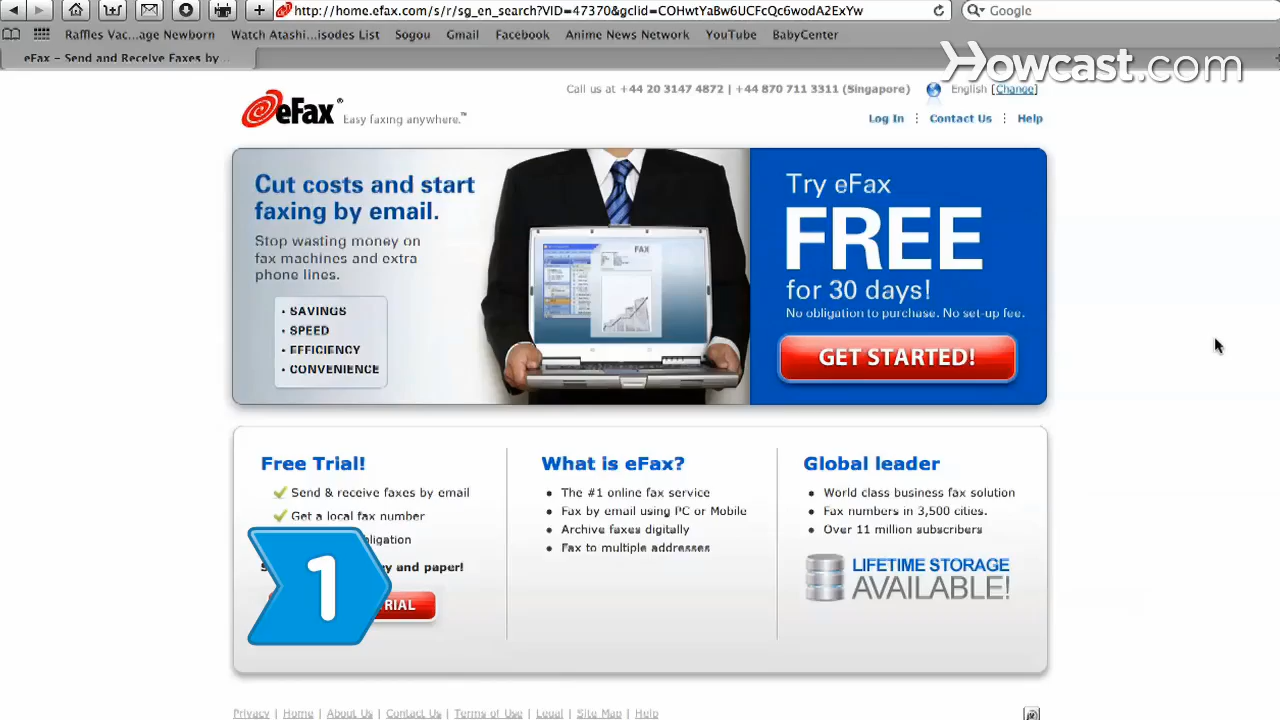 http://home.efax.com/s/r/sg_en_search?VID=47370&gclid=COHwtYaBw6UCFcQc6wodA2ExYw
Google
Raffles Vac...age Newborn
Watch Atashi...isodes List
Sogou
Gmail
Facebook
Anime News Network
YouTube
BabyCenter
eFax – Send and Receive Faxes by ...
Howcast.com
Call us at +44 20 3147 4872 | +44 870 711 3311 (Singapore)
English [Change]
eFax® Easy faxing anywhere.™
Log In
Contact Us
Help
Cut costs and start
faxing by email.
Stop wasting money on
fax machines and extra
phone lines.
• SAVINGS
• SPEED
• EFFICIENCY
• CONVENIENCE
FAX
Try eFax
FREE
for 30 days!
No obligation to purchase. No set-up fee.
GET STARTED!
Free Trial!
Send & receive faxes by email
Get a local fax number
bligation
y and paper!
RIAL
1
What is eFax?
• The #1 online fax service
• Fax by email using PC or Mobile
• Archive faxes digitally
• Fax to multiple addresses
Global leader
• World class business fax solution
• Fax numbers in 3,500 cities.
• Over 11 million subscribers
LIFETIME STORAGE
AVAILABLE!
Privacy | Home | About Us | Contact Us | Terms of Use | Legal | Site Map | Help